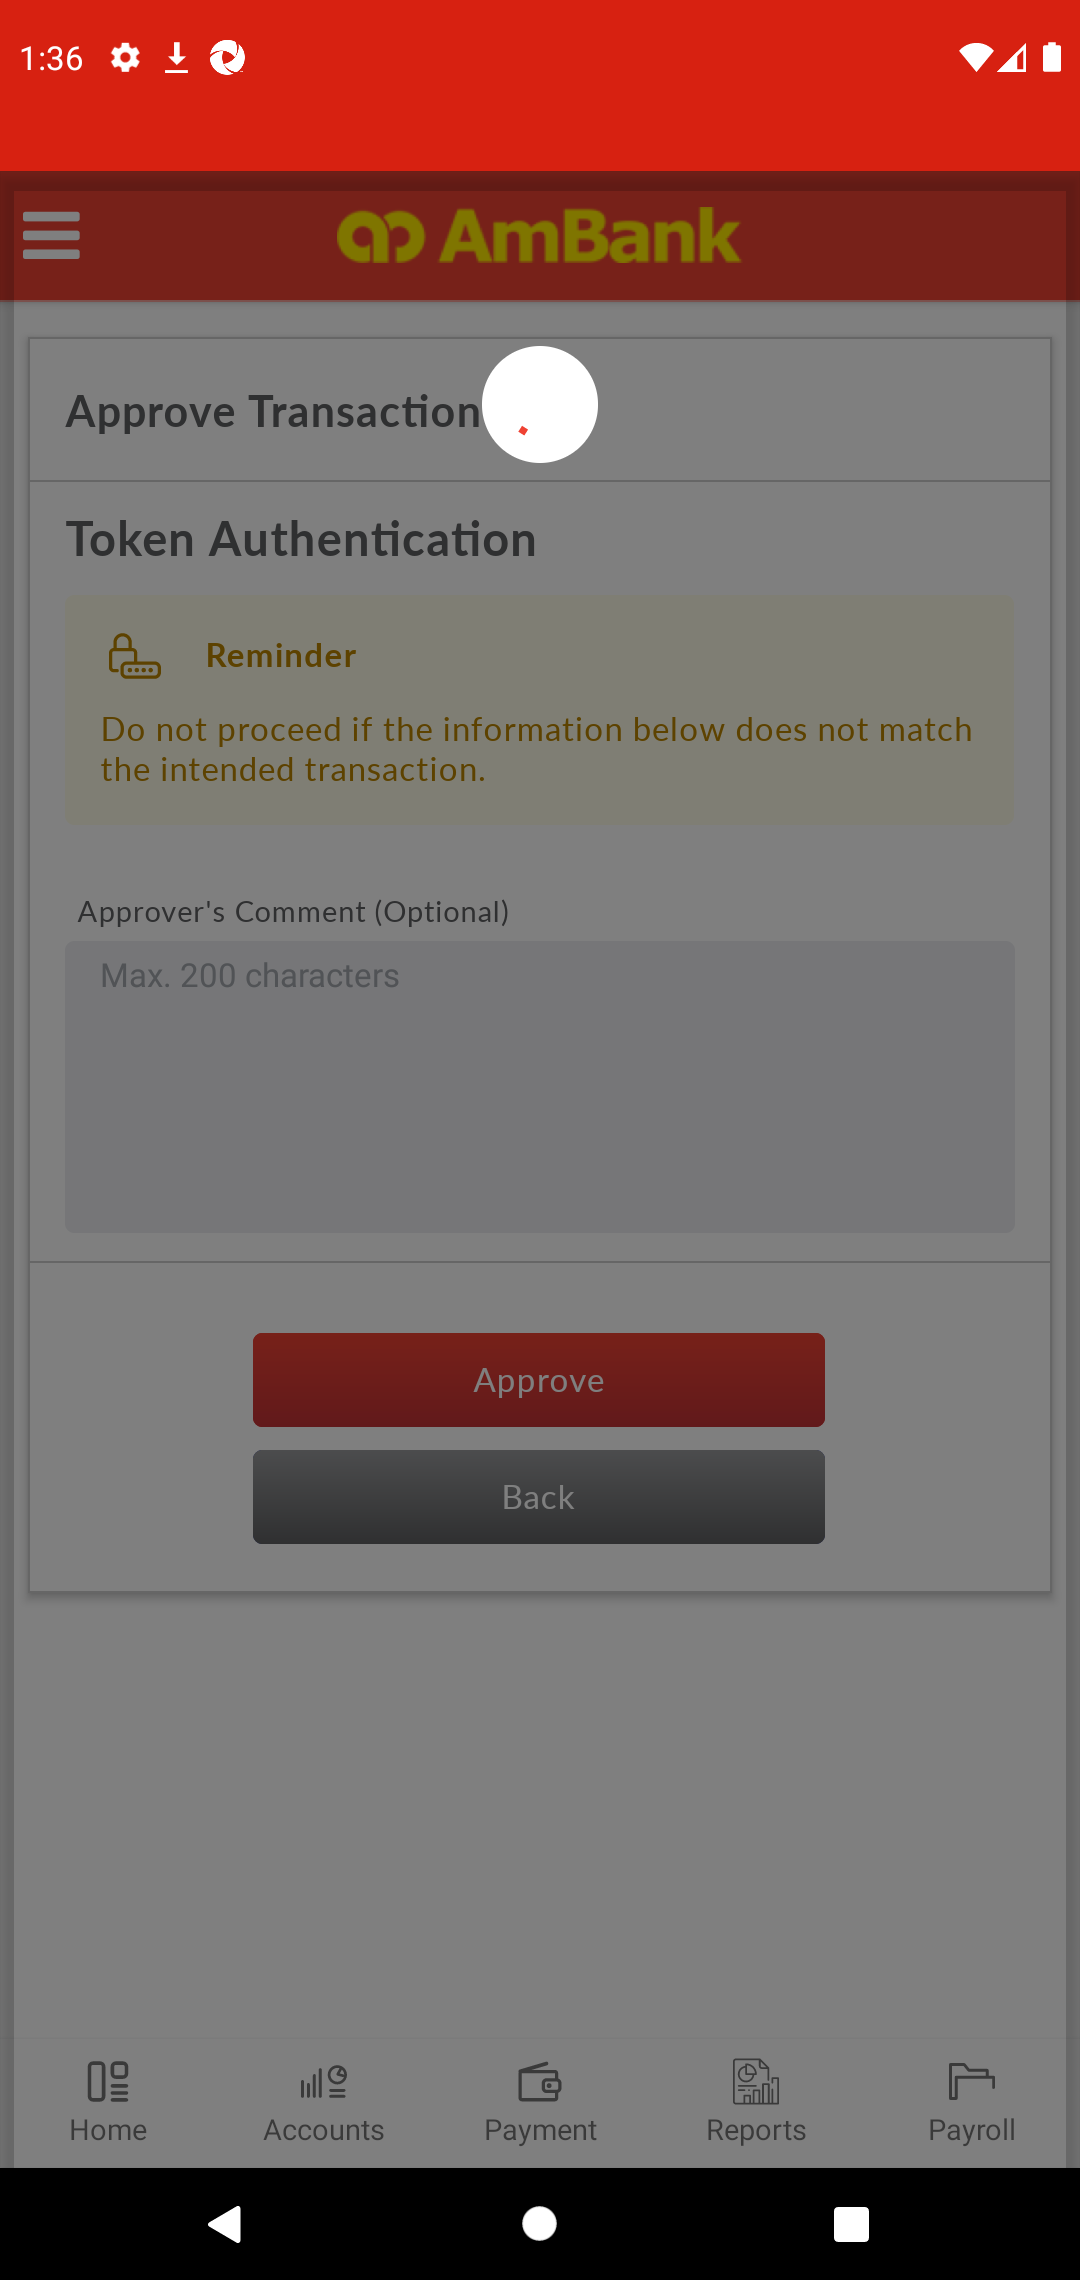 1:36
AmBank
Approve Transaction
Token Authentication
Reminder
Do not proceed if the information below does not match
the intended transaction.
Approver's Comment (Optional)
Max. 200 characters
Approve
Back
Home
Accounts
Payment
Reports
Payroll